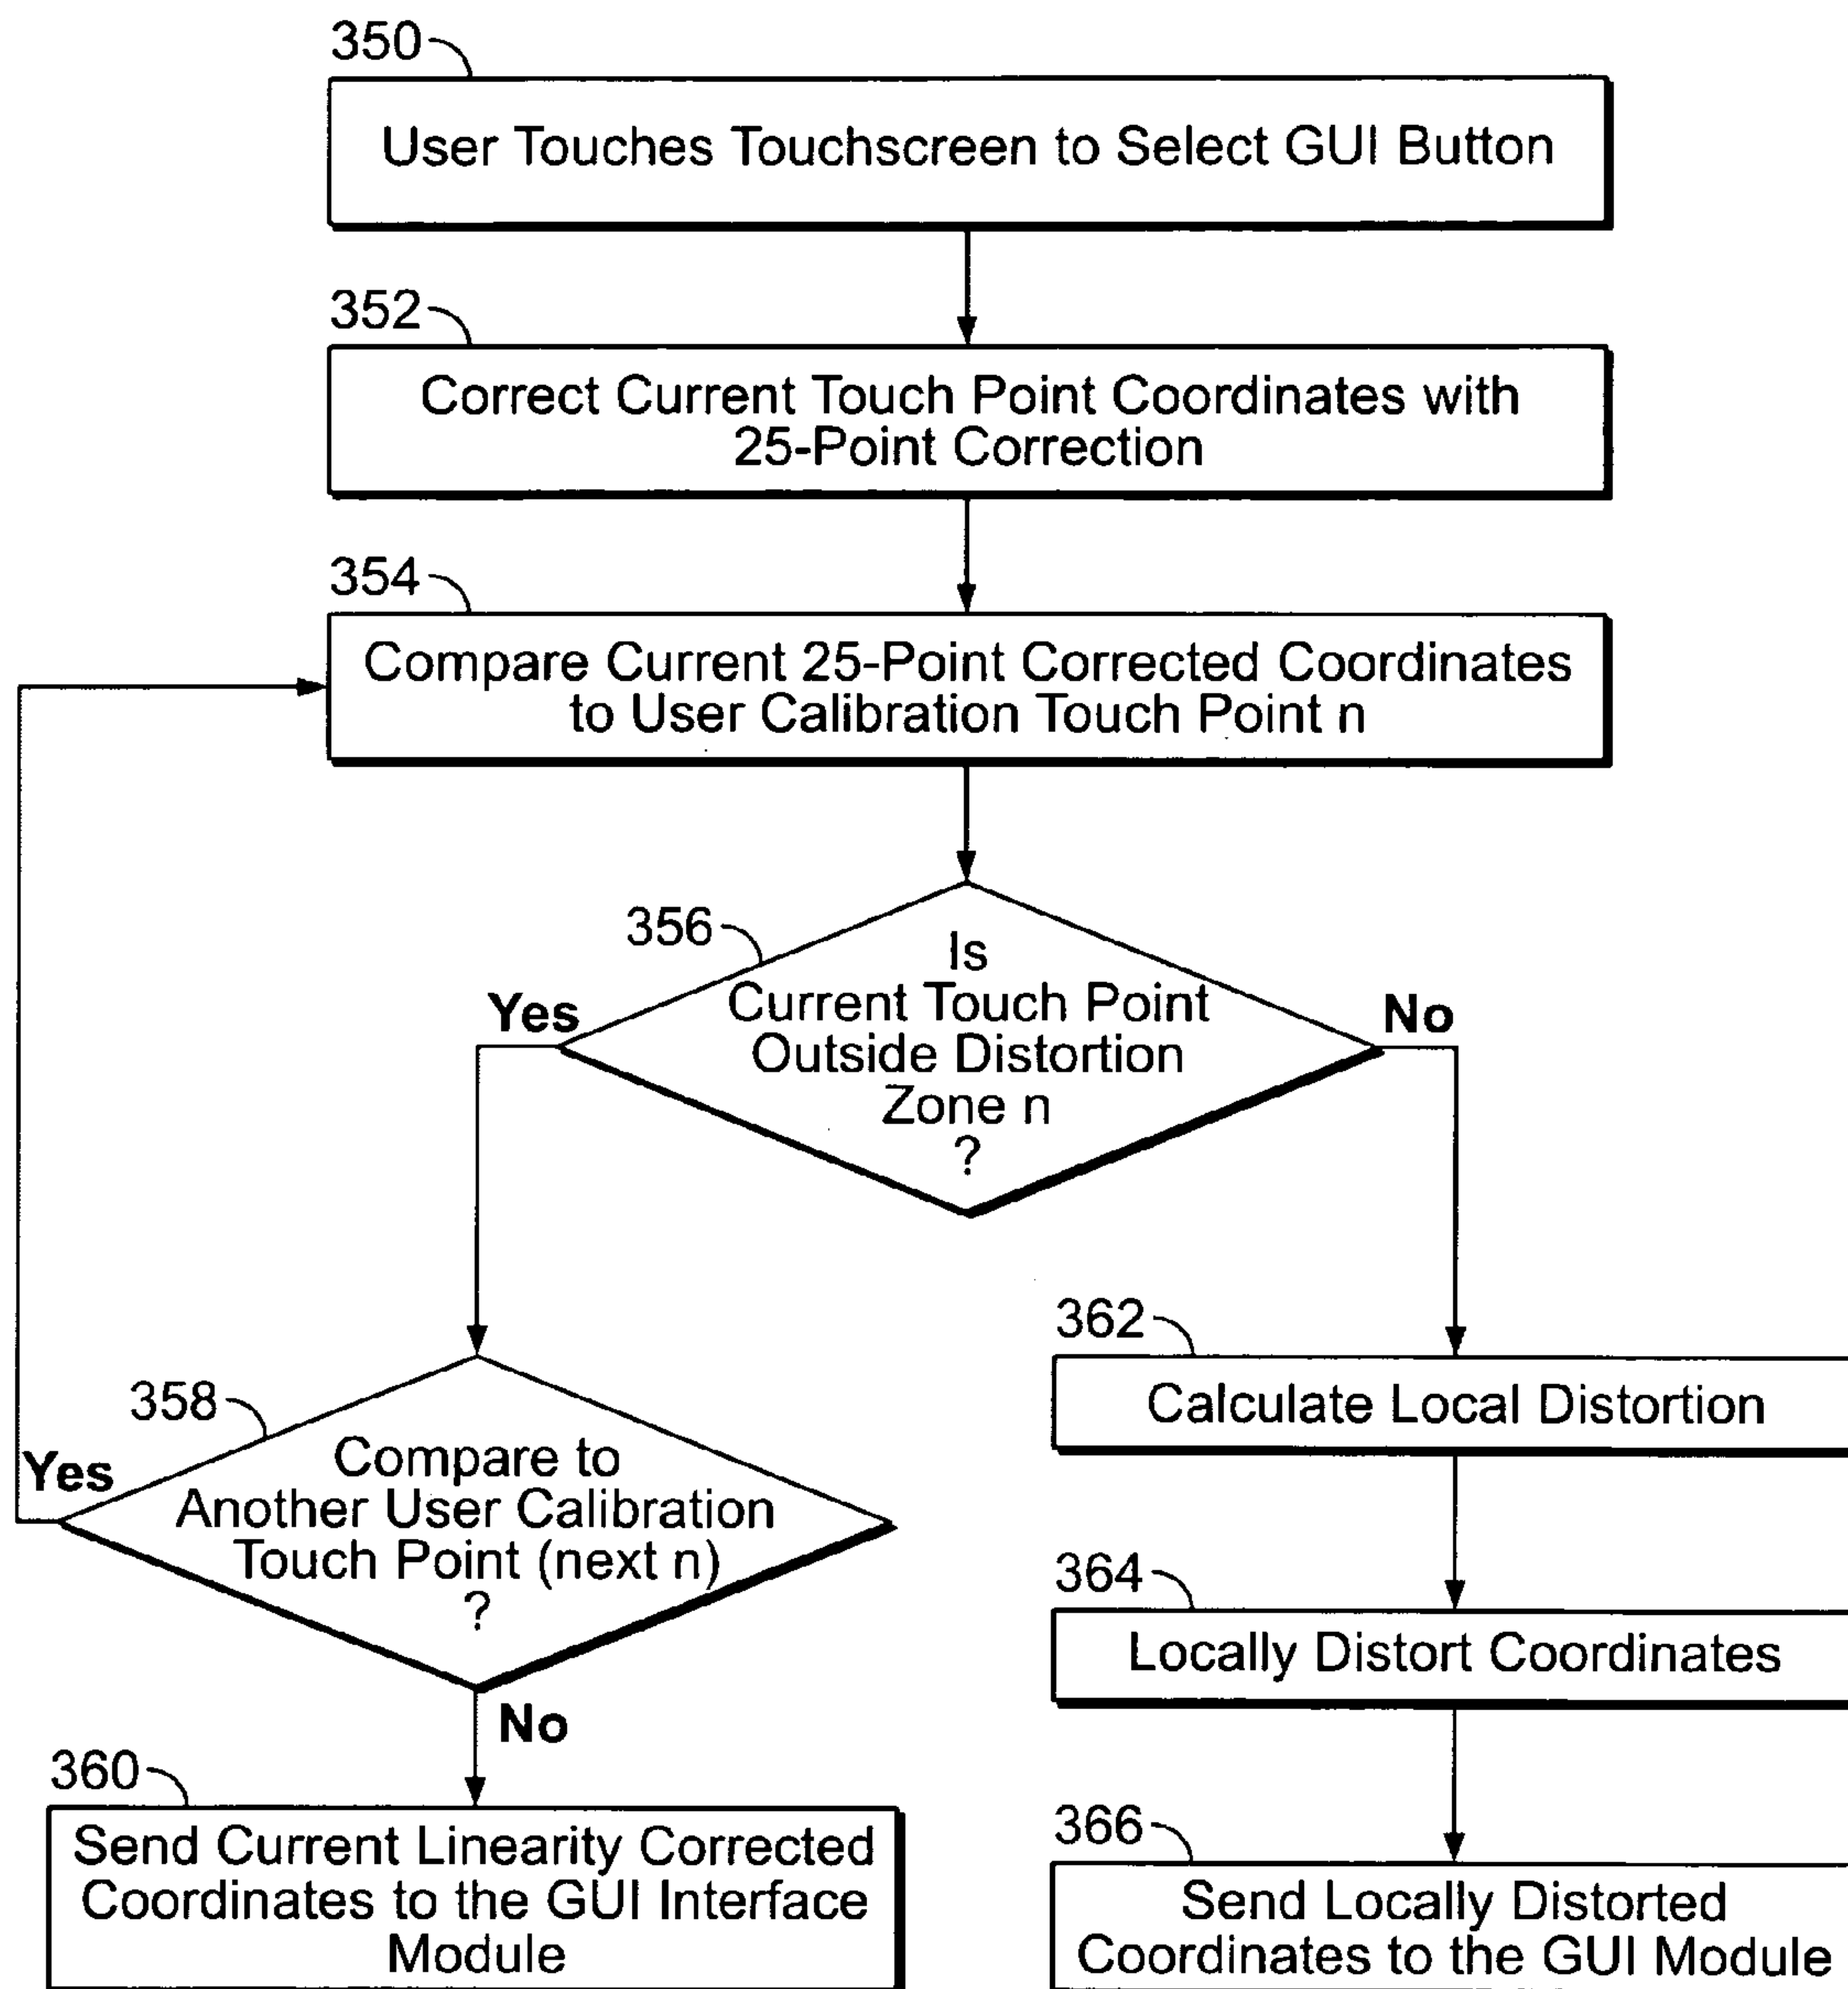 350
User Touches Touchscreen to Select GUI Button
352
Correct Current Touch Point Coordinates with
25-Point Correction
354
Compare Current 25-Point Corrected Coordinates
to User Calibration Touch Point n
356
Is
Current Touch Point
Outside Distortion
Zone n
?
Yes
No
358
Compare to
Another User Calibration
Touch Point (next n)
?
Yes
No
360
Send Current Linearity Corrected
Coordinates to the GUI Interface
Module
362
Calculate Local Distortion
364
Locally Distort Coordinates
366
Send Locally Distorted
Coordinates to the GUI Module